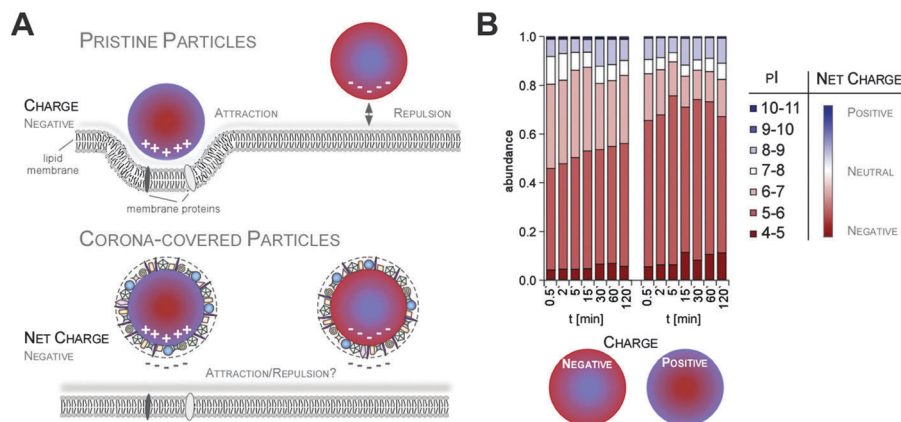 A
PRISTINE PARTICLES
CHARGE
NEGATIVE
ATTRACTION
REPULSION
lipid
membrane
membrane proteins
CORONA-COVERED PARTICLES
NET CHARGE
NEGATIVE
ATTRACTION/REPULSION?
B
abundance
1.0
0.8
0.6
0.4
0.2
0.0
0.5' 2' 5' 15' 30' 60' 120' 0.5' 2' 5' 15' 30' 60' 120'
t [min] t [min]
CHARGE
NEGATIVE POSITIVE
PI NET CHARGE
10-11
9-10
8-9
7-8
6-7
5-6
4-5
POSITIVE
NEUTRAL
NEGATIVE